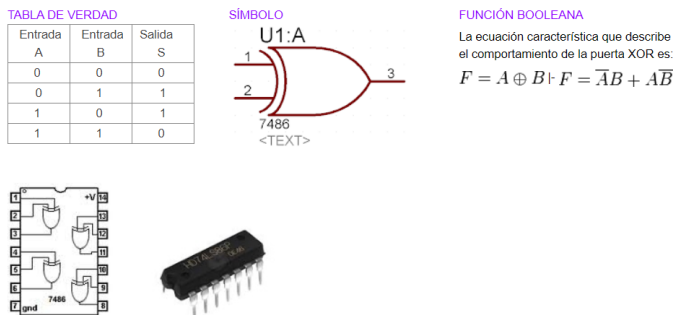 TABLA DE VERDAD
Entrada Entrada Salida
A B S
0 0 0
0 1 1
1 0 1
1 1 0
SÍMBOLO
U1:A
1
2
3
7486
<TEXT>
FUNCIÓN BOOLEANA
La ecuación característica que describe
el comportamiento de la puerta XOR es:
F = A ⊕ B⊦ F = A̅B + AB̅
1 +V 14
2 13
3 12
4 11
5 10
6 9
7 gnd 7486 8